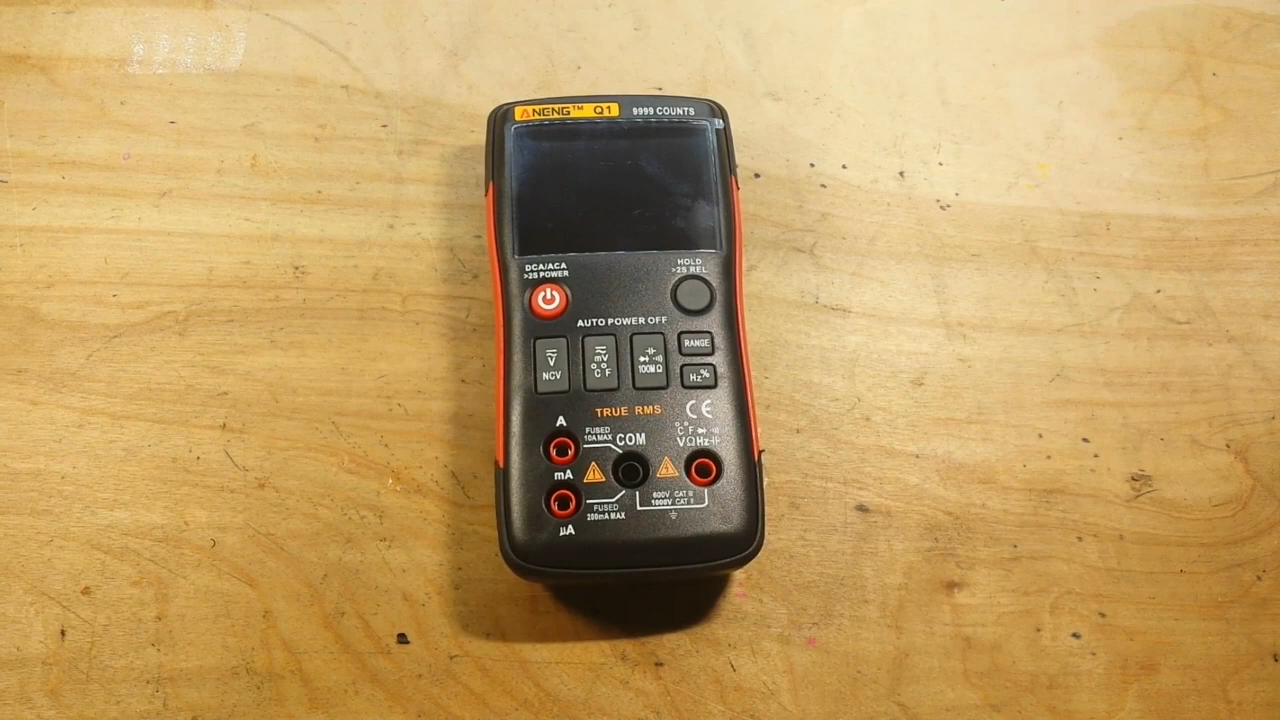 ANENG™ Q1 9999 COUNTS
DCA/ACA
>2S POWER
HOLD
>2S REL
AUTO POWER OFF
V
NCV
mV
°C °F
100MΩ
RANGE
Hz%
TRUE RMS
CE
A
FUSED
10A MAX
COM
°C °F
VΩHz
mA
600V CAT III
1000V CAT II
FUSED
200mA MAX
µA